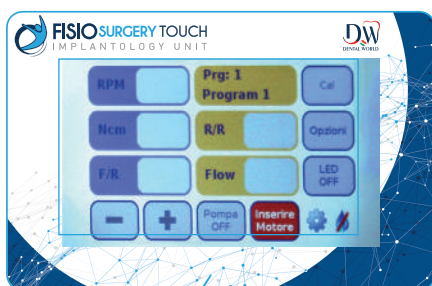 FISIO SURGERY TOUCH
IMPLANTOLOGY UNIT
DW
DENTAL WORLD
RPM
Prg: 1
Program 1
Cal
Ncm
R/R
Opzioni
F/R
Flow
LED
OFF
-
+
Pompa
OFF
Inserire
Motore